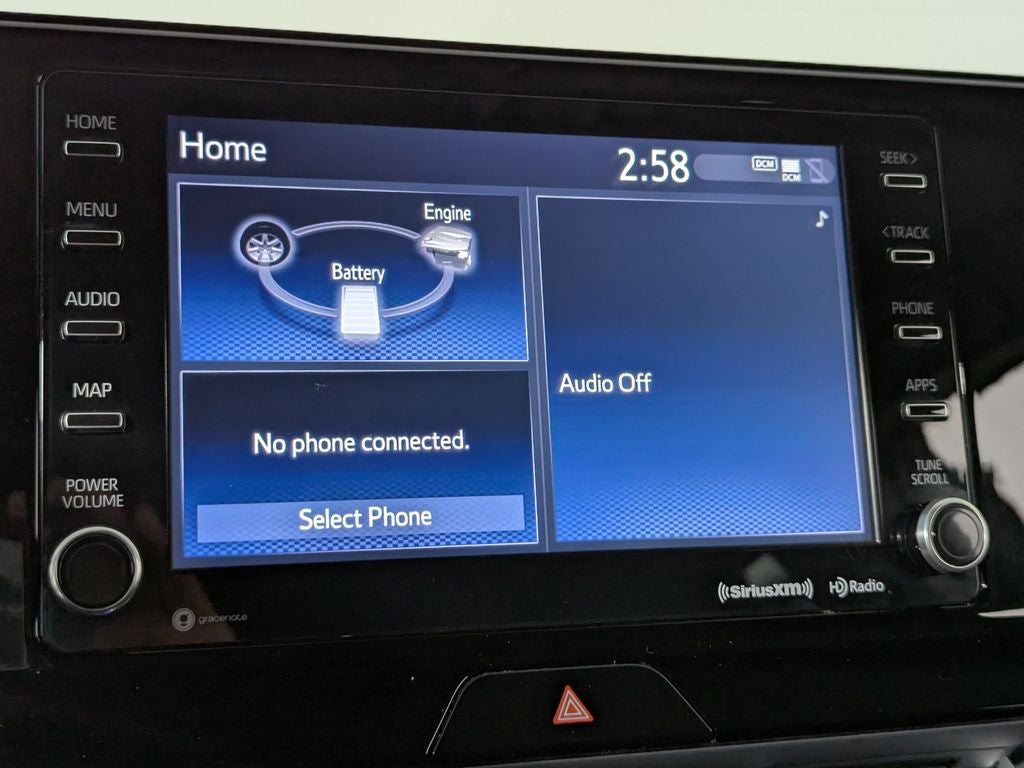 HOME
MENU
AUDIO
MAP
POWER
VOLUME
Home
2:58
DCM
DCM
Engine
Battery
No phone connected.
Select Phone
Audio Off
SEEK>
<TRACK
PHONE
APPS
TUNE
SCROLL
gracenote
((SiriusXM))
HD Radio